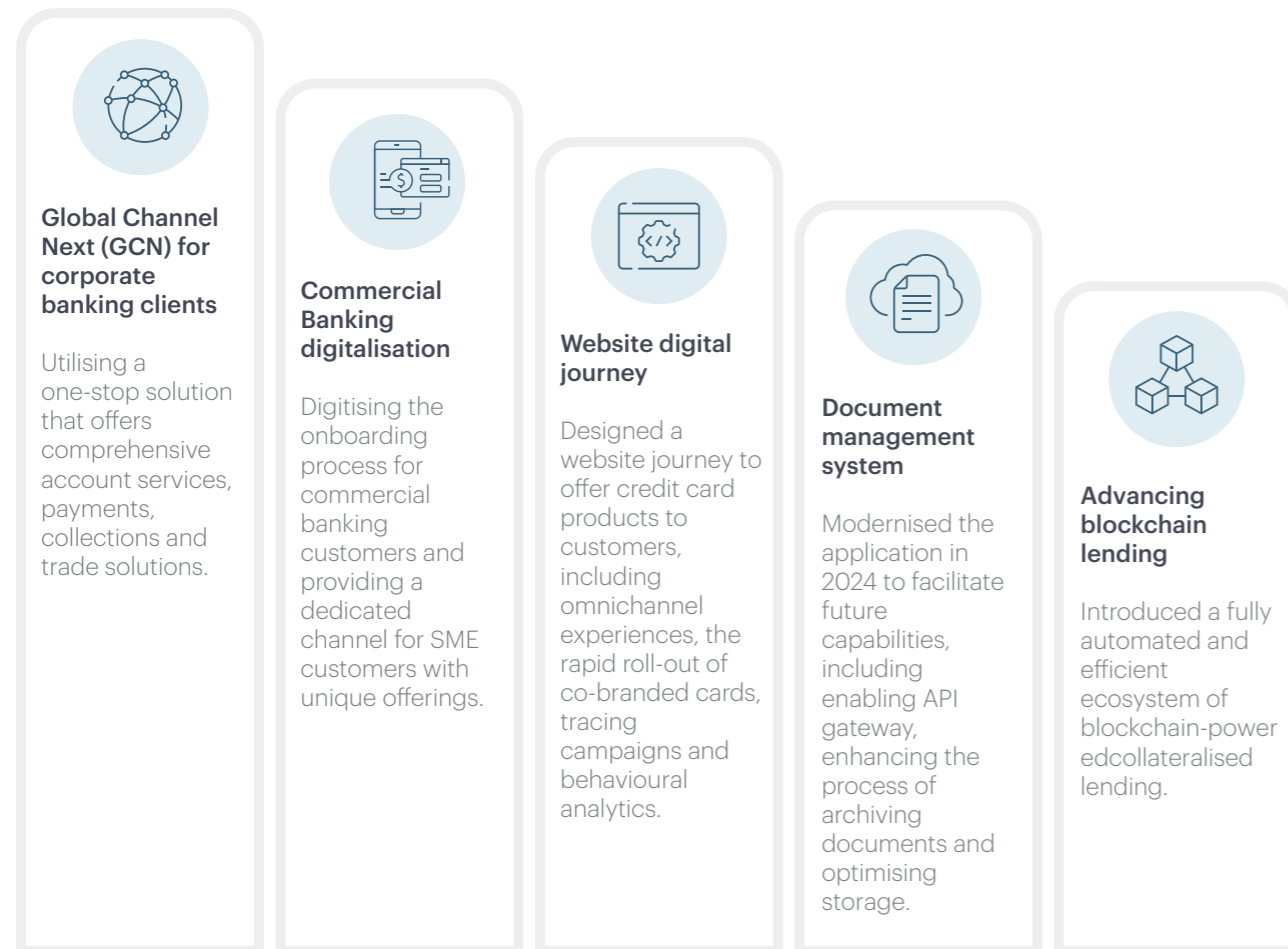 Global Channel
Next (GCN) for
corporate
banking clients
Utilising a
one-stop solution
that offers
comprehensive
account services,
payments,
collections and
trade solutions.
Commercial
Banking
digitalisation
Digitising the
onboarding
process for
commercial
banking
customers and
providing a
dedicated
channel for SME
customers with
unique offerings.
Website digital
journey
Designed a
website journey to
offer credit card
products to
customers,
including
omnichannel
experiences, the
rapid roll-out of
co-branded cards,
tracing
campaigns and
behavioural
analytics.
Document
management
system
Modernised the
application in
2024 to facilitate
future
capabilities,
including
enabling API
gateway,
enhancing the
process of
archiving
documents and
optimising
storage.
Advancing
blockchain
lending
Introduced a fully
automated and
efficient
ecosystem of
blockchain-power
edcollateralised
lending.